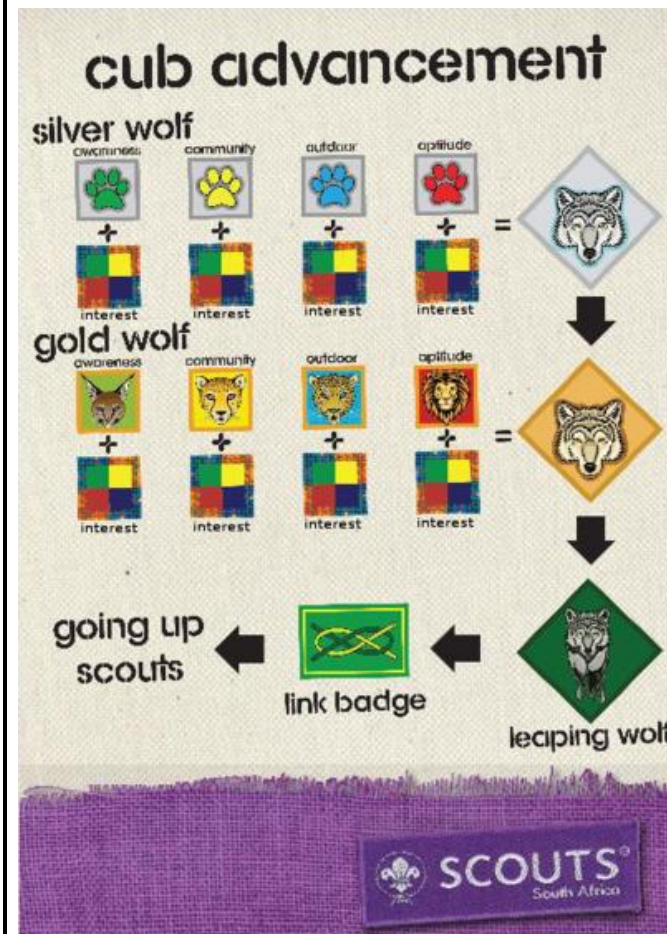 cub advancement
silver wolf
awareness community outdoor aptitude
+ + + + =
interest interest interest interest
gold wolf
awareness community outdoor aptitude
+ + + + =
interest interest interest interest
going up
scouts
link badge
leaping wolf
SCOUTS®
South Africa